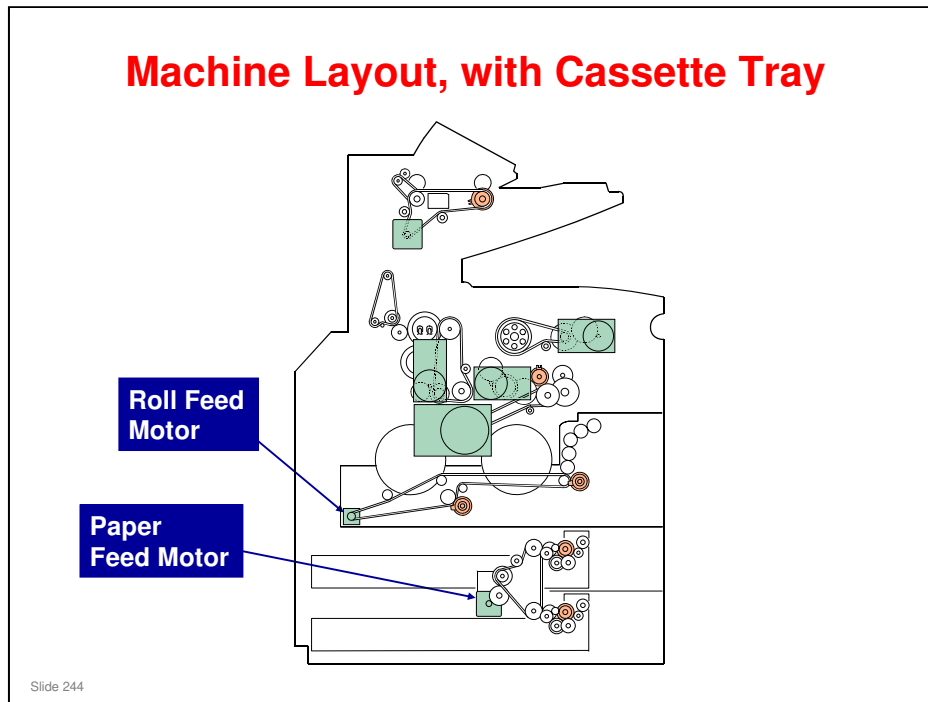 Machine Layout, with Cassette Tray
Roll Feed
Motor
Paper
Feed Motor
Slide 244